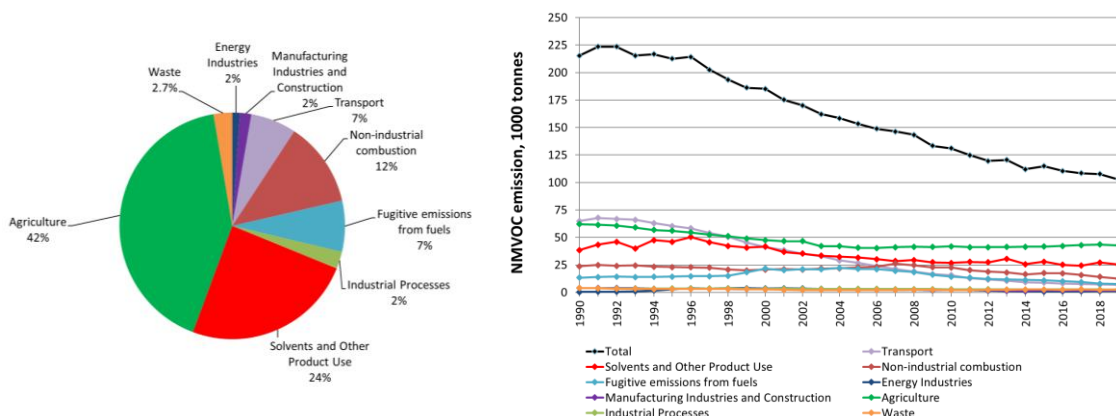 Energy
Industries
2%
Manufacturing
Industries and
Construction
2%
Waste
2.7%
Transport
7%
Non-industrial
combustion
12%
Agriculture
42%
Fugitive emissions
from fuels
7%
Industrial Processes
2%
Solvents and Other
Product Use
24%
NMVOC emission, 1000 tonnes
250
225
200
175
150
125
100
75
50
25
0
1990
1992
1994
1996
1998
2000
2002
2004
2006
2008
2010
2012
2014
2016
2018
Total
Transport
Solvents and Other Product Use
Non-industrial combustion
Fugitive emissions from fuels
Energy Industries
Manufacturing Industries and Construction
Agriculture
Industrial Processes
Waste